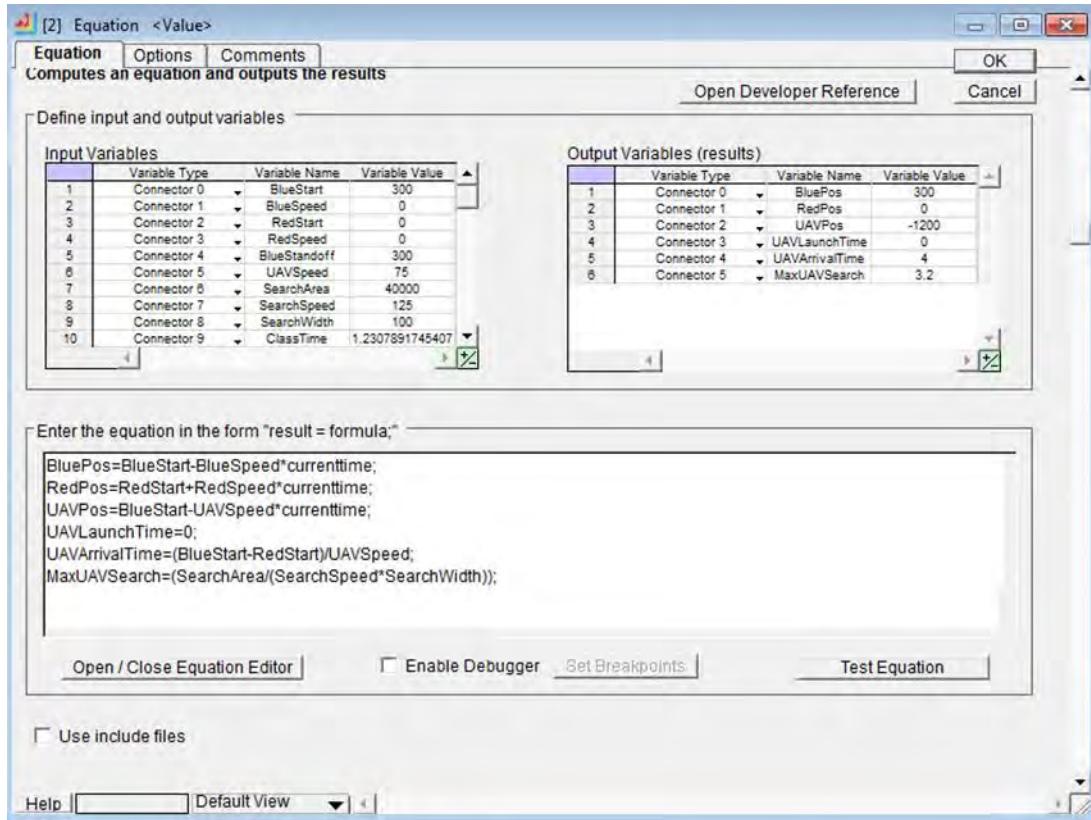 [2] Equation <Value>
Equation Options Comments
OK
Computes an equation and outputs the results
Open Developer Reference Cancel
Define input and output variables
Input Variables
Variable Type Variable Name Variable Value
1 Connector 0 BlueStart 300
2 Connector 1 BlueSpeed 0
3 Connector 2 RedStart 0
4 Connector 3 RedSpeed 0
5 Connector 4 BlueStandoff 300
6 Connector 5 UAVSpeed 75
7 Connector 6 SearchArea 40000
8 Connector 7 SearchSpeed 125
9 Connector 8 SearchWidth 100
10 Connector 9 ClassTime 1.2307891745407
Output Variables (results)
Variable Type Variable Name Variable Value
1 Connector 0 BluePos 300
2 Connector 1 RedPos 0
3 Connector 2 UAVPos -1200
4 Connector 3 UAVLaunchTime 0
5 Connector 4 UAVArrivalTime 4
6 Connector 5 MaxUAVSearch 3.2
Enter the equation in the form "result = formula;"
BluePos=BlueStart-BlueSpeed*currenttime;
RedPos=RedStart+RedSpeed*currenttime;
UAVPos=BlueStart-UAVSpeed*currenttime;
UAVLaunchTime=0;
UAVArrivalTime=(BlueStart-RedStart)/UAVSpeed;
MaxUAVSearch=(SearchArea/(SearchSpeed*SearchWidth));
Open / Close Equation Editor Enable Debugger Set Breakpoints Test Equation
Use include files
Help Default View